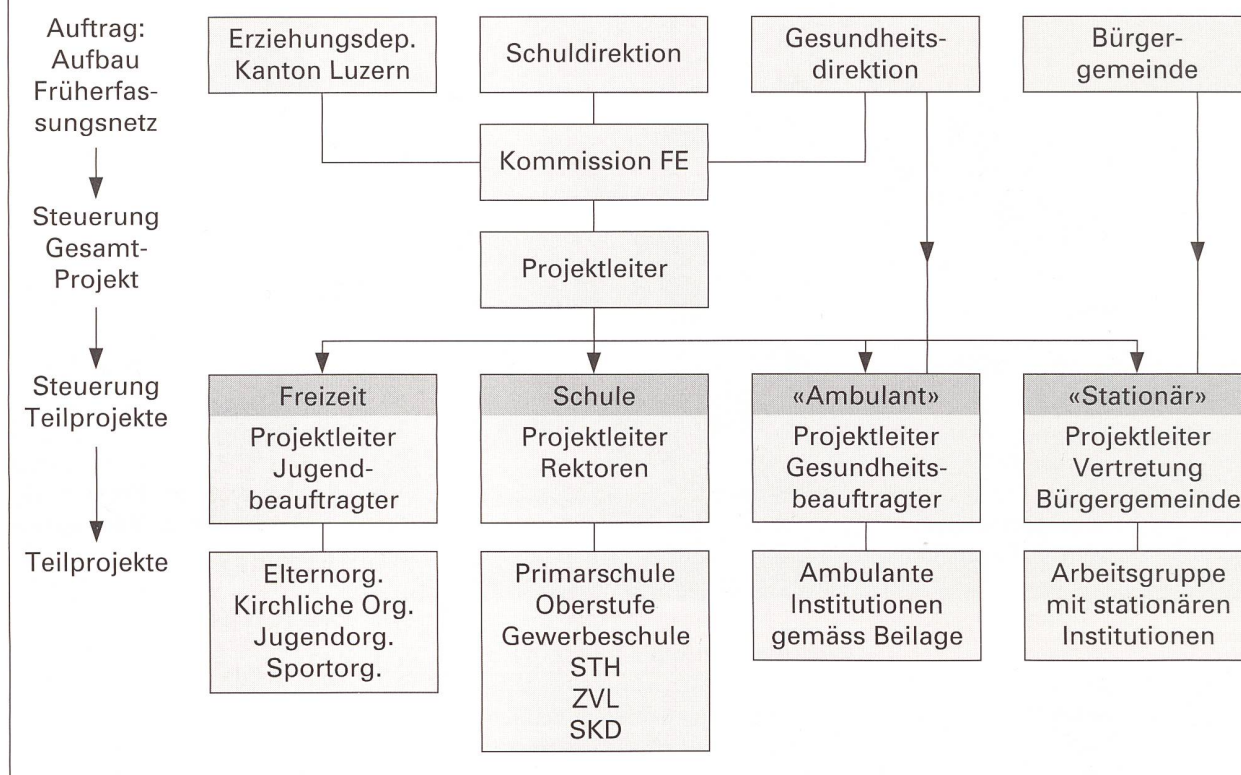 Auftrag:
Aufbau
Früherfas-
sungsnetz
Steuerung
Gesamt-
Projekt
Steuerung
Teilprojekte
Teilprojekte
Erziehungsdep.
Kanton Luzern
Schuldirektion
Gesundheits-
direktion
Bürger-
gemeinde
Kommission FE
Projektleiter
Freizeit
Projektleiter
Jugend-
beauftragter
Schule
Projektleiter
Rektoren
«Ambulant»
Projektleiter
Gesundheits-
beauftragter
«Stationär»
Projektleiter
Vertretung
Bürgergemeinde
Elternorg.
Kirchliche Org.
Jugendorg.
Sportorg.
Primarschule
Oberstufe
Gewerbeschule
STH
ZVL
SKD
Ambulante
Institutionen
gemäss Beilage
Arbeitsgruppe
mit stationären
Institutionen